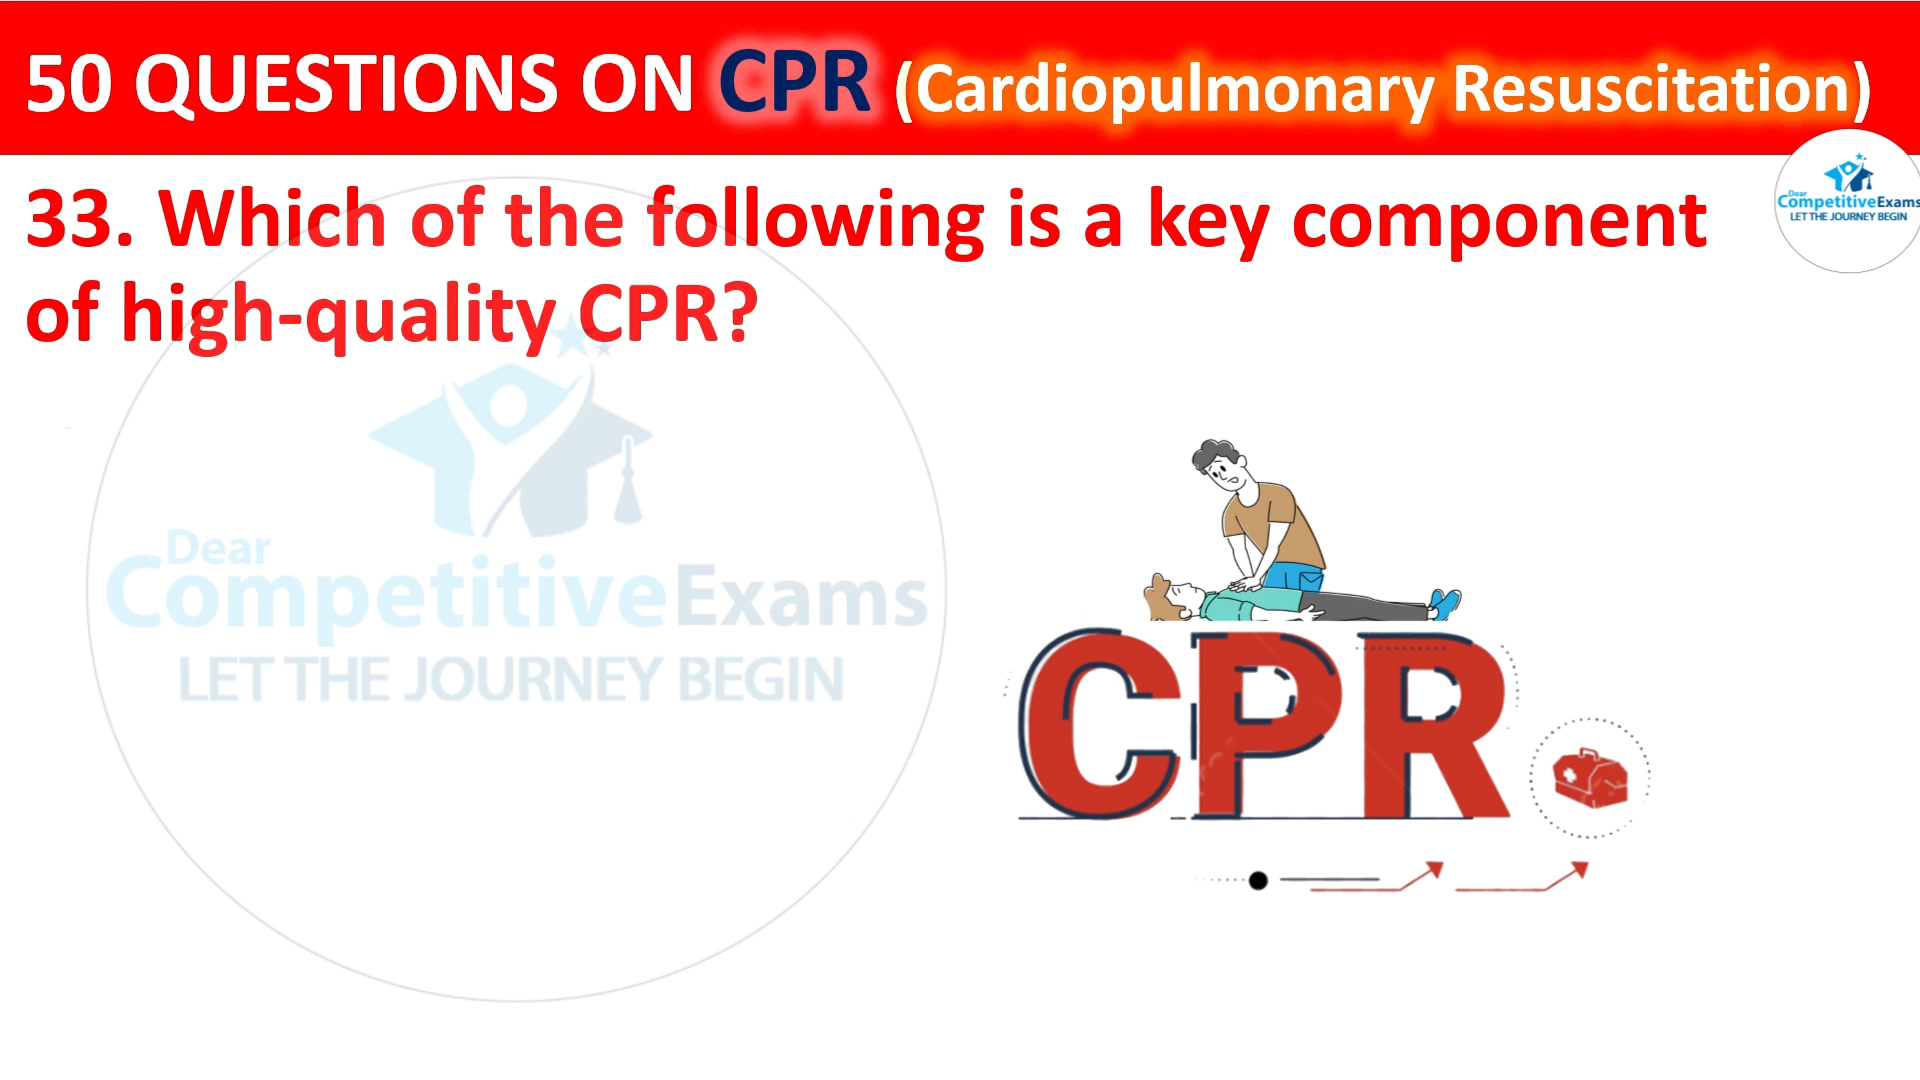 50 QUESTIONS ON CPR (Cardiopulmonary Resuscitation)
Dear
CompetitiveExams
LET THE JOURNEY BEGIN
33. Which of the following is a key component
of high-quality CPR?
Dear
CompetitiveExams
LET THE JOURNEY BEGIN
CPR